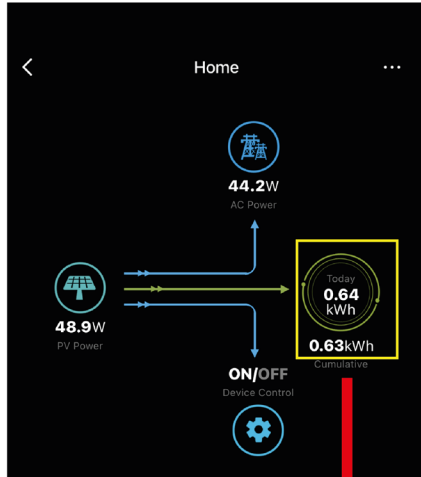 Home
44.2W
AC Power
Today
0.64
kWh
48.9W
PV Power
0.63kWh
Cumulative
ON/OFF
Device Control